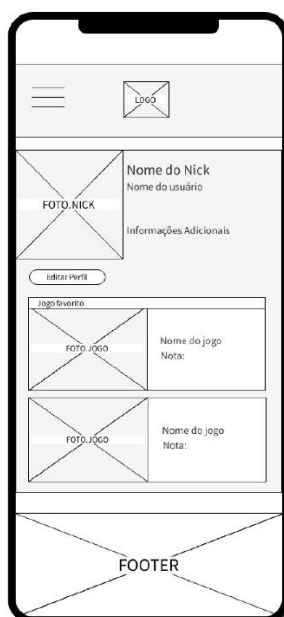 LOGO
Nome do Nick
Nome do usuário
FOTO.NICK
Informações Adicionais
Editar Perfil
Jogo favorito
FOTO.JOGO
Nome do jogo
Nota:
FOTO.JOGO
Nome do jogo
Nota:
FOOTER